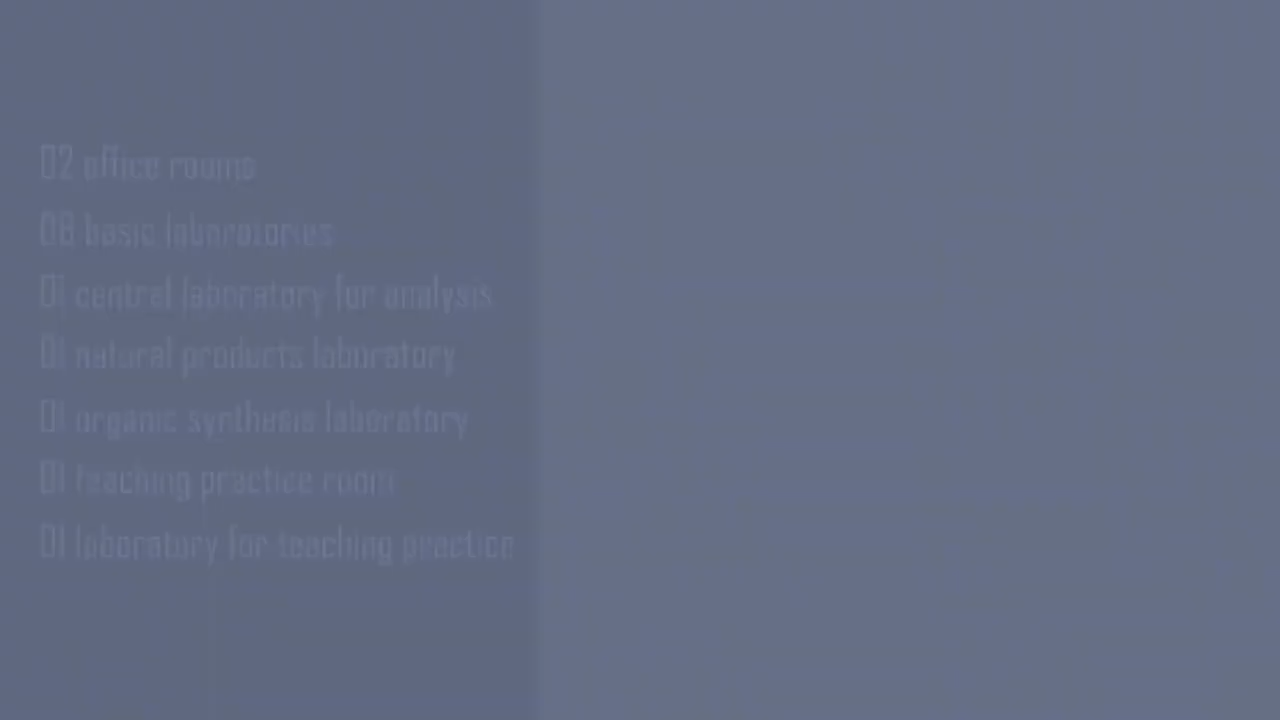 02 office rooms
08 basic laboratories
01 central laboratory for analysis
01 natural products laboratory
01 organic synthesis laboratory
01 teaching practice room
01 laboratory for teaching practice